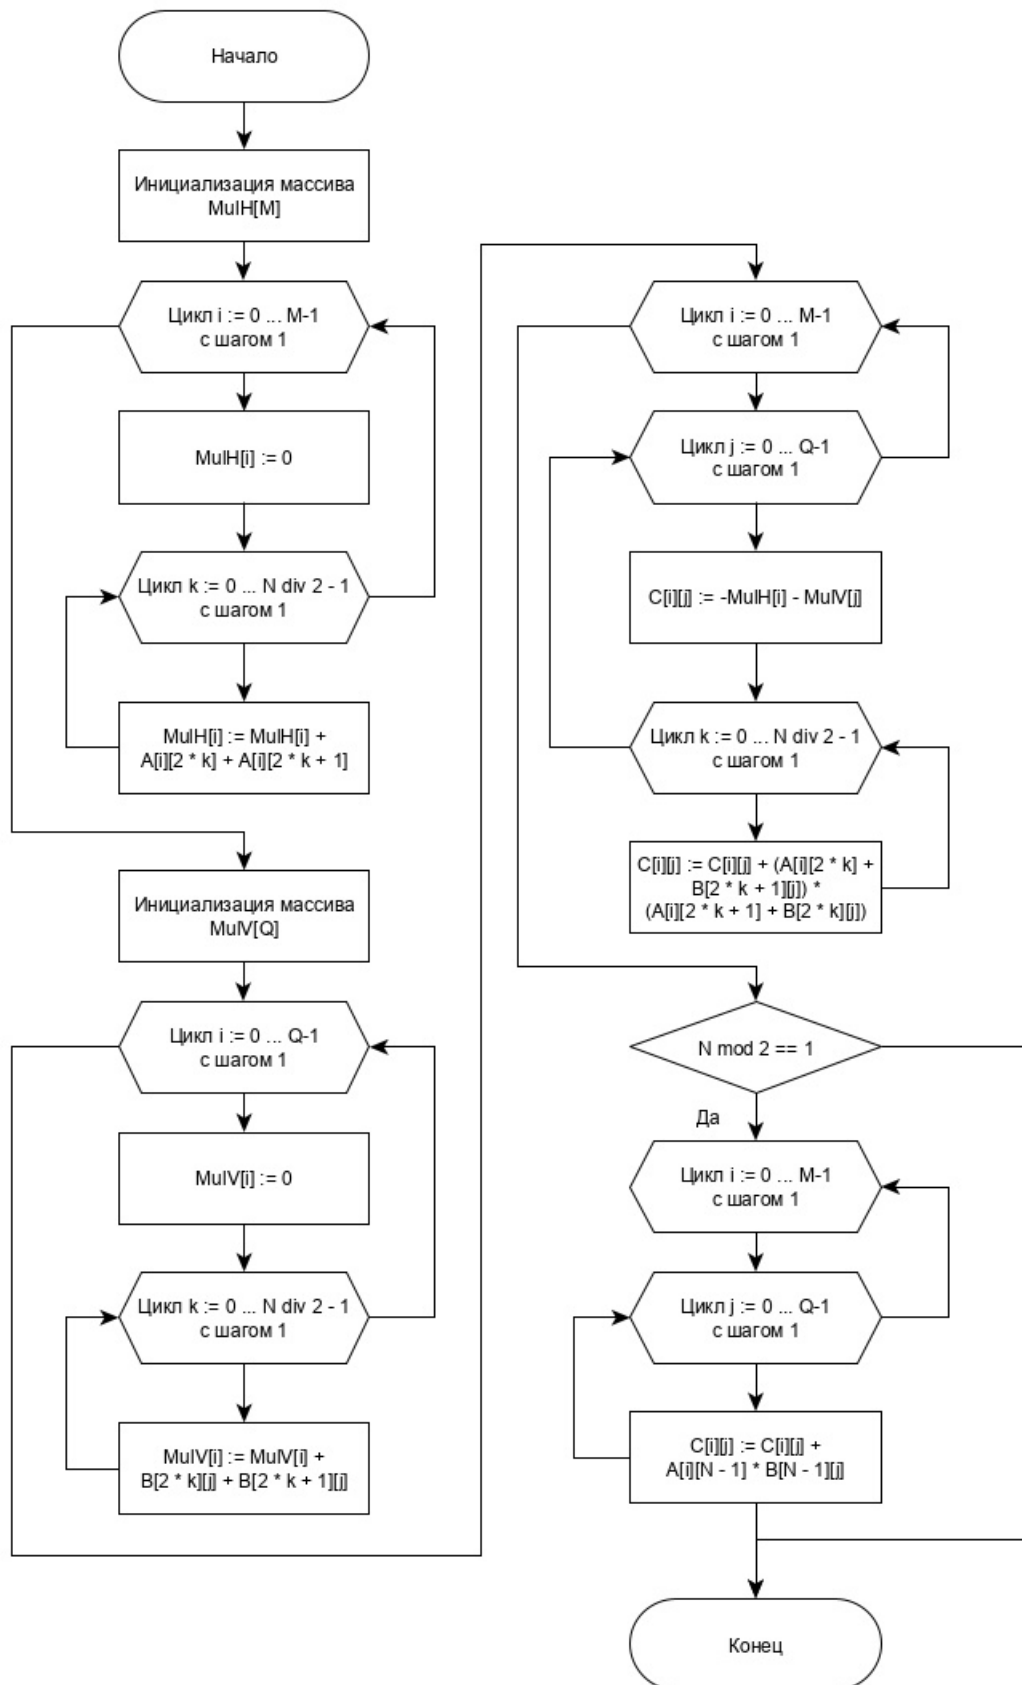 Начало
Инициализация массива
MulH[M]
Цикл i := 0 ... M-1
с шагом 1
MulH[i] := 0
Цикл k := 0 ... N div 2 - 1
с шагом 1
MulH[i] := MulH[i] +
A[i][2 * k] + A[i][2 * k + 1]
Инициализация массива
MulV[Q]
Цикл i := 0 ... Q-1
с шагом 1
MulV[i] := 0
Цикл k := 0 ... N div 2 - 1
с шагом 1
MulV[i] := MulV[i] +
B[2 * k][j] + B[2 * k + 1][j]
Цикл i := 0 ... M-1
с шагом 1
Цикл j := 0 ... Q-1
с шагом 1
C[i][j] := -MulH[i] - MulV[j]
Цикл k := 0 ... N div 2 - 1
с шагом 1
C[i][j] := C[i][j] + (A[i][2 * k] +
B[2 * k + 1][j]) *
(A[i][2 * k + 1] + B[2 * k][j])
N mod 2 == 1
Да
Цикл i := 0 ... M-1
с шагом 1
Цикл j := 0 ... Q-1
с шагом 1
C[i][j] := C[i][j] +
A[i][N - 1] * B[N - 1][j]
Конец